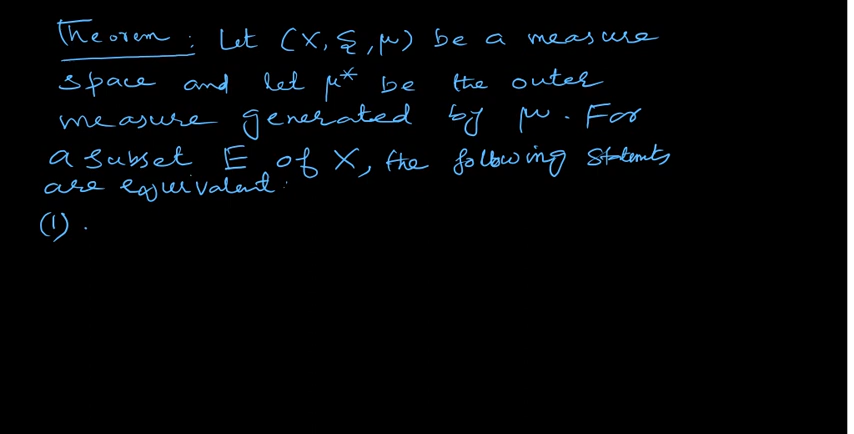 Theorem: Let (X, Σ, μ) be a measure
space and let μ* be the outer
measure generated by μ. For
a subset E of X, the following statements
are equivalent:
(1) .